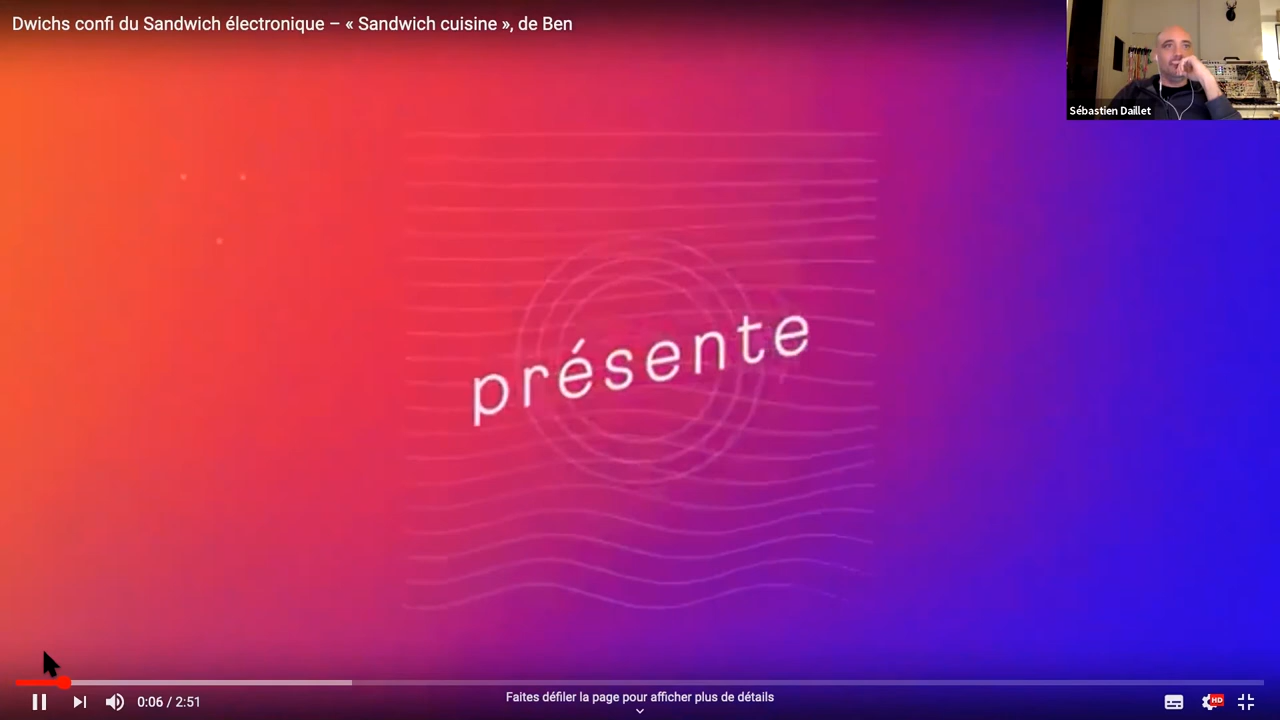 Dwichs confi du Sandwich électronique – « Sandwich cuisine », de Ben
Sébastien Daillet
présente
0:06 / 2:51
Faites défiler la page pour afficher plus de détails
HD